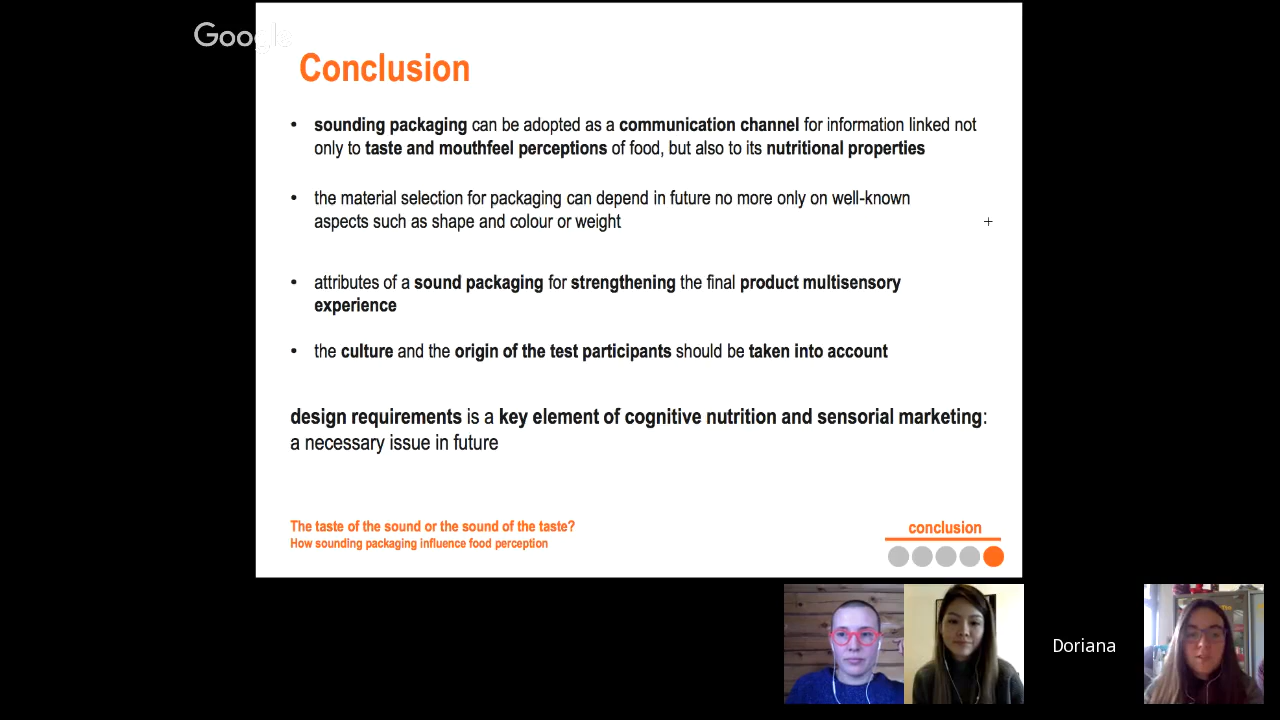 Google
Conclusion
• sounding packaging can be adopted as a communication channel for information linked not
only to taste and mouthfeel perceptions of food, but also to its nutritional properties
• the material selection for packaging can depend in future no more only on well-known
aspects such as shape and colour or weight
• attributes of a sound packaging for strengthening the final product multisensory
experience
• the culture and the origin of the test participants should be taken into account
design requirements is a key element of cognitive nutrition and sensorial marketing:
a necessary issue in future
The taste of the sound or the sound of the taste?
How sounding packaging influence food perception
conclusion
Doriana